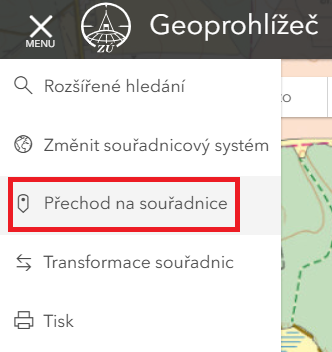 MENU
ZÚ
Geoprohlížeč
Rozšířené hledání
Změnit souřadnicový systém
Přechod na souřadnice
Transformace souřadnic
Tisk